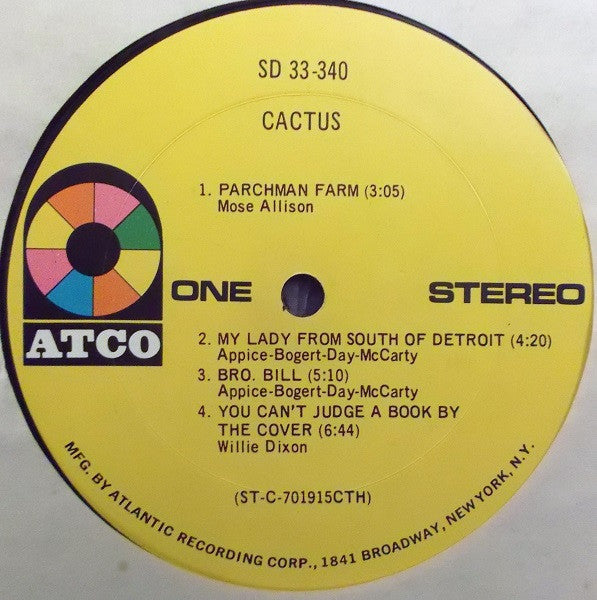 SD 33-340
CACTUS
1. PARCHMAN FARM (3:05)
Mose Allison
ONE
STEREO
ATCO
2. MY LADY FROM SOUTH OF DETROIT (4:20)
Appice-Bogert-Day-McCarty
3. BRO. BILL (5:10)
Appice-Bogert-Day-McCarty
4. YOU CAN'T JUDGE A BOOK BY
THE COVER (6:44)
Willie Dixon
(ST-C-701915CTH)
MFG. BY ATLANTIC RECORDING CORP., 1841 BROADWAY, NEW YORK, N.Y.